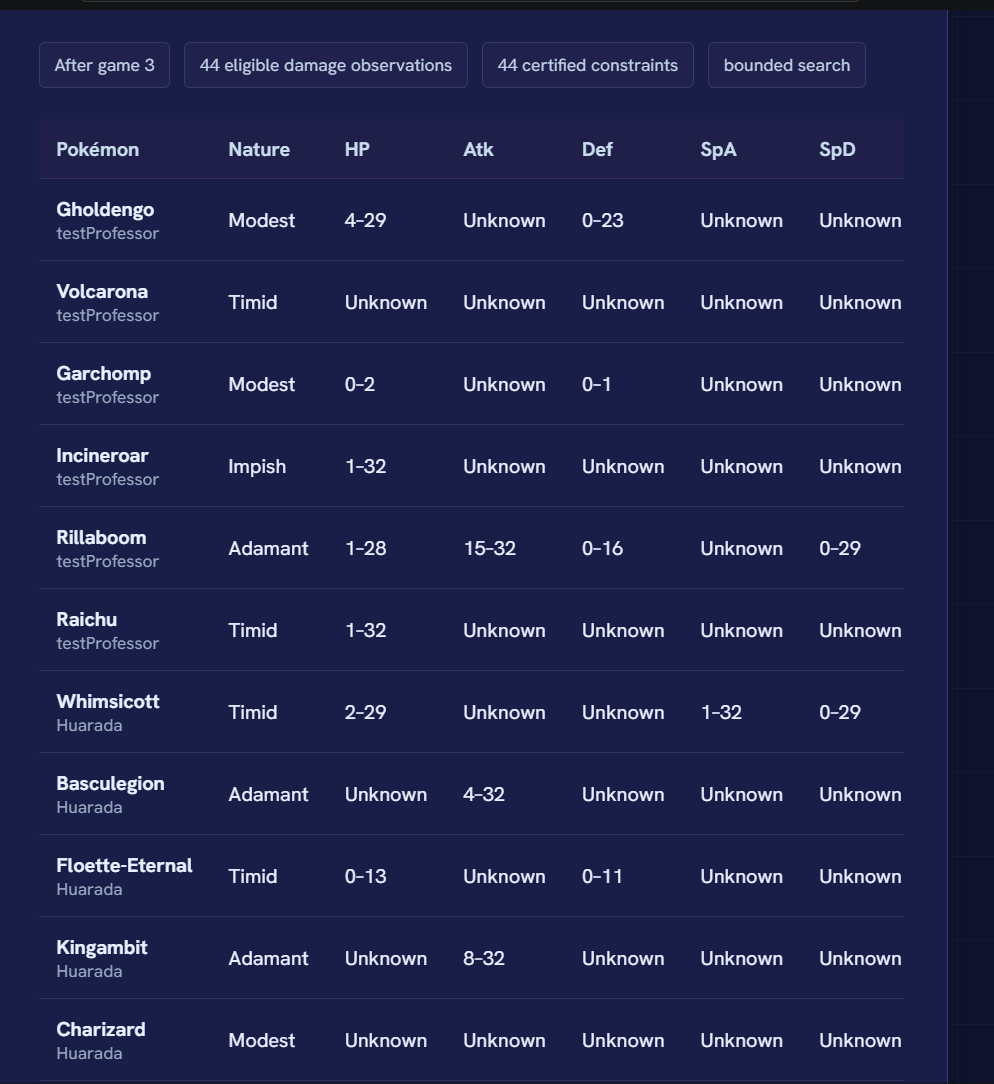 After game 3 44 eligible damage observations 44 certified constraints bounded search
Pokémon Nature HP Atk Def SpA SpD
Gholdengo
testProfessor
Modest 4–29 Unknown 0–23 Unknown Unknown
Volcarona
testProfessor
Timid Unknown Unknown Unknown Unknown Unknown
Garchomp
testProfessor
Modest 0–2 Unknown 0–1 Unknown Unknown
Incineroar
testProfessor
Impish 1–32 Unknown Unknown Unknown Unknown
Rillaboom
testProfessor
Adamant 1–28 15–32 0–16 Unknown 0–29
Raichu
testProfessor
Timid 1–32 Unknown Unknown Unknown Unknown
Whimsicott
Huarada
Timid 2–29 Unknown Unknown 1–32 0–29
Basculegion
Huarada
Adamant Unknown 4–32 Unknown Unknown Unknown
Floette-Eternal
Huarada
Timid 0–13 Unknown 0–11 Unknown Unknown
Kingambit
Huarada
Adamant Unknown 8–32 Unknown Unknown Unknown
Charizard
Huarada
Modest Unknown Unknown Unknown Unknown Unknown